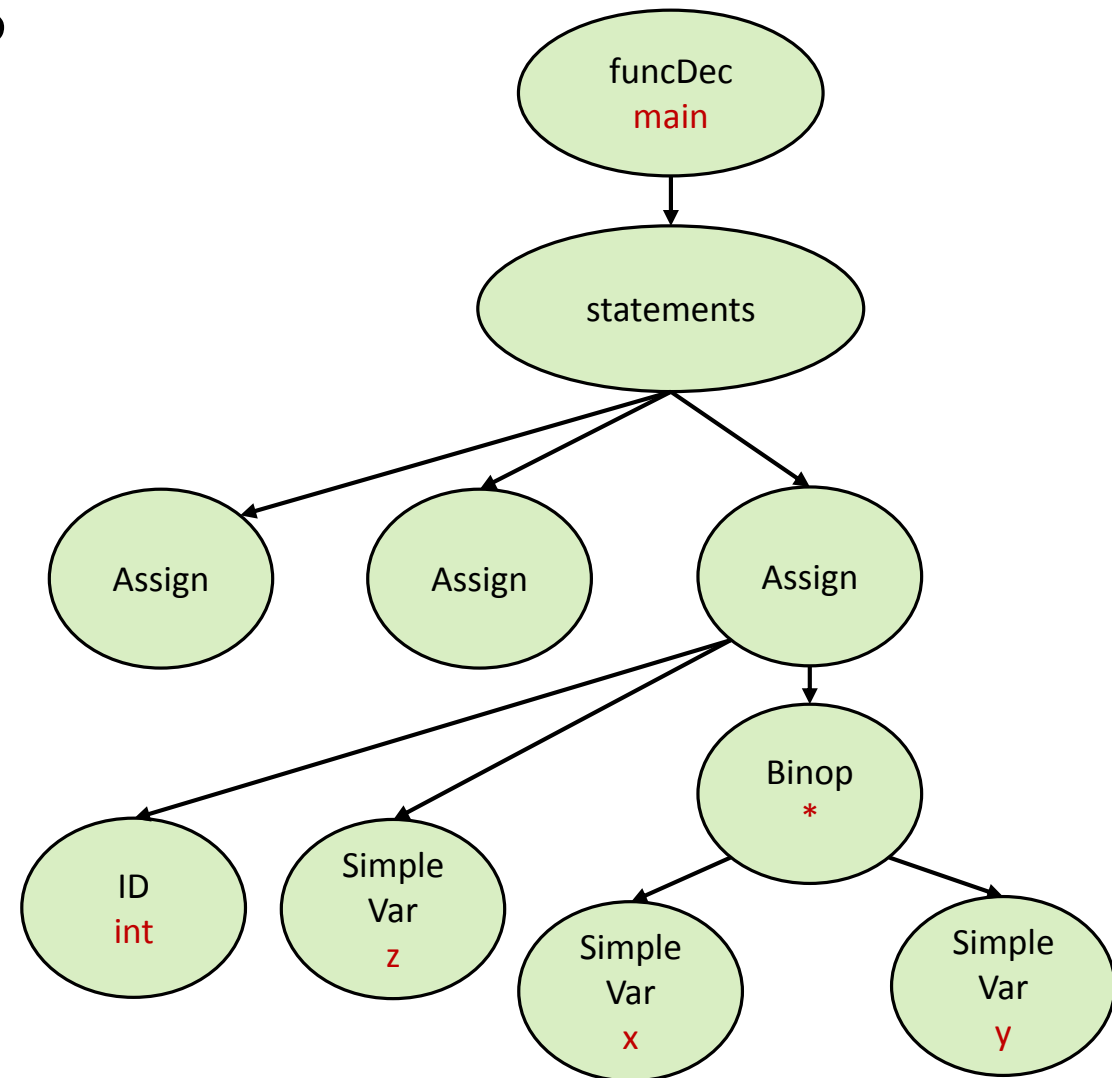 funcDec
main
statements
Assign
Assign
Assign
Binop
*
ID
int
Simple
Var
z
Simple
Var
x
Simple
Var
y